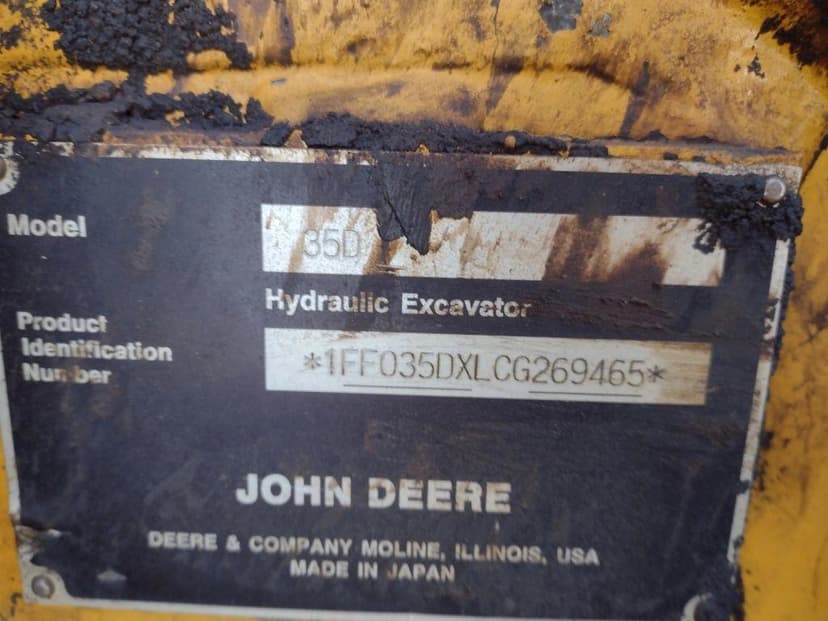 Model
35D
Hydraulic Excavator
Product
Identification
Number
*1FF035DXLCG269465*
JOHN DEERE
DEERE & COMPANY MOLINE, ILLINOIS, USA
MADE IN JAPAN